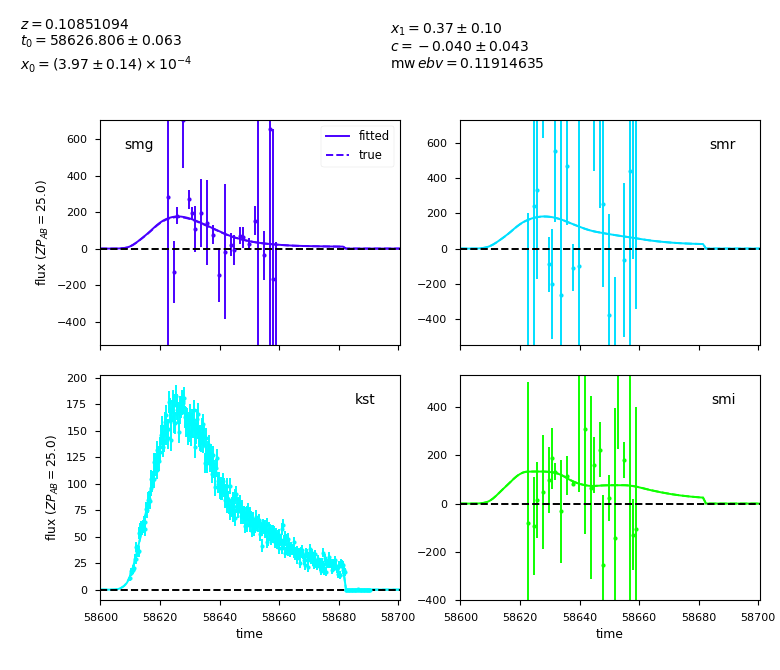 z = 0.10851094
t0 = 58626.806 ± 0.063
x0 = (3.97 ± 0.14) × 10^−4
x1 = 0.37 ± 0.10
c = −0.040 ± 0.043
mw ebv = 0.11914635
smg
fitted
true
600
400
200
0
−200
−400
flux (ZP_AB = 25.0)
smr
600
400
200
0
−200
−400
kst
200
175
150
125
100
75
50
25
0
flux (ZP_AB = 25.0)
58600 58620 58640 58660 58680 58700
time
smi
400
200
0
−200
−400
58600 58620 58640 58660 58680 58700
time